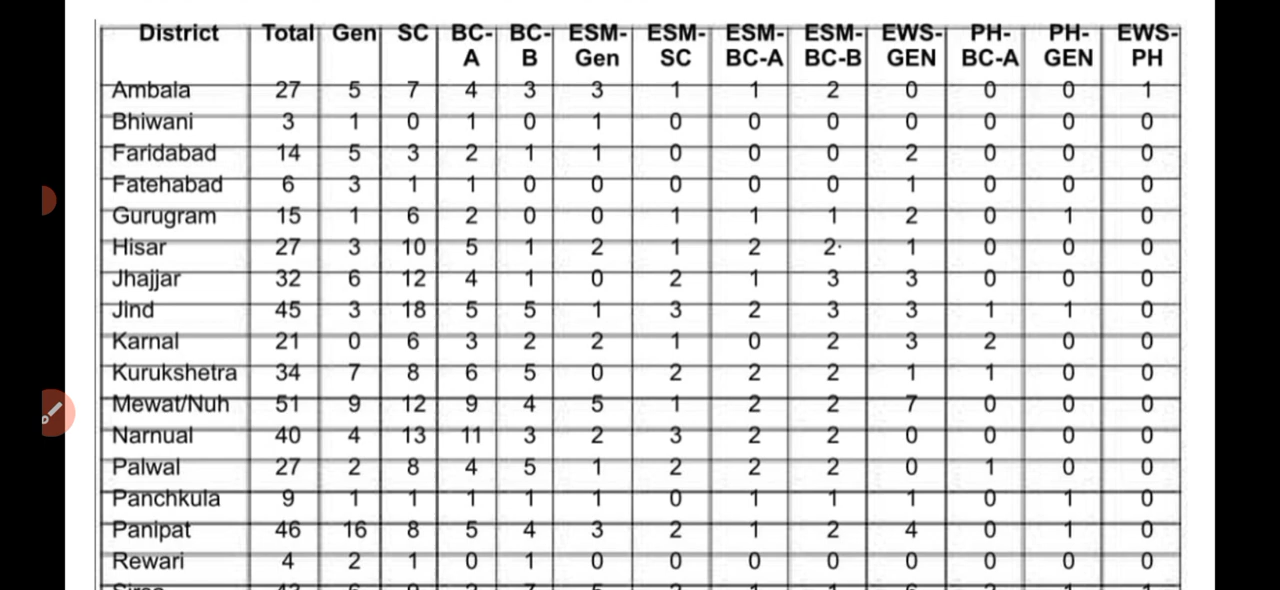 District Total Gen SC BC-A BC-B ESM-Gen ESM-SC ESM-BC-A ESM-BC-B EWS-GEN PH-BC-A PH-GEN EWS-PH
Ambala 27 5 7 4 3 3 1 1 2 0 0 0 1
Bhiwani 3 1 0 1 0 1 0 0 0 0 0 0 0
Faridabad 14 5 3 2 1 1 0 0 0 2 0 0 0
Fatehabad 6 3 1 1 0 0 0 0 0 1 0 0 0
Gurugram 15 1 6 2 0 0 1 1 1 2 0 1 0
Hisar 27 3 10 5 1 2 1 2 2 1 0 0 0
Jhajjar 32 6 12 4 1 0 2 1 3 3 0 0 0
Jind 45 3 18 5 5 1 3 2 3 3 1 1 0
Karnal 21 0 6 3 2 2 1 0 2 3 2 0 0
Kurukshetra 34 7 8 6 5 0 2 2 2 1 1 0 0
Mewat/Nuh 51 9 12 9 4 5 1 2 2 7 0 0 0
Narnual 40 4 13 11 3 2 3 2 2 0 0 0 0
Palwal 27 2 8 4 5 1 2 2 2 0 1 0 0
Panchkula 9 1 1 1 1 1 0 1 1 1 0 1 0
Panipat 46 16 8 5 4 3 2 1 2 4 0 1 0
Rewari 4 2 1 0 1 0 0 0 0 0 0 0 0